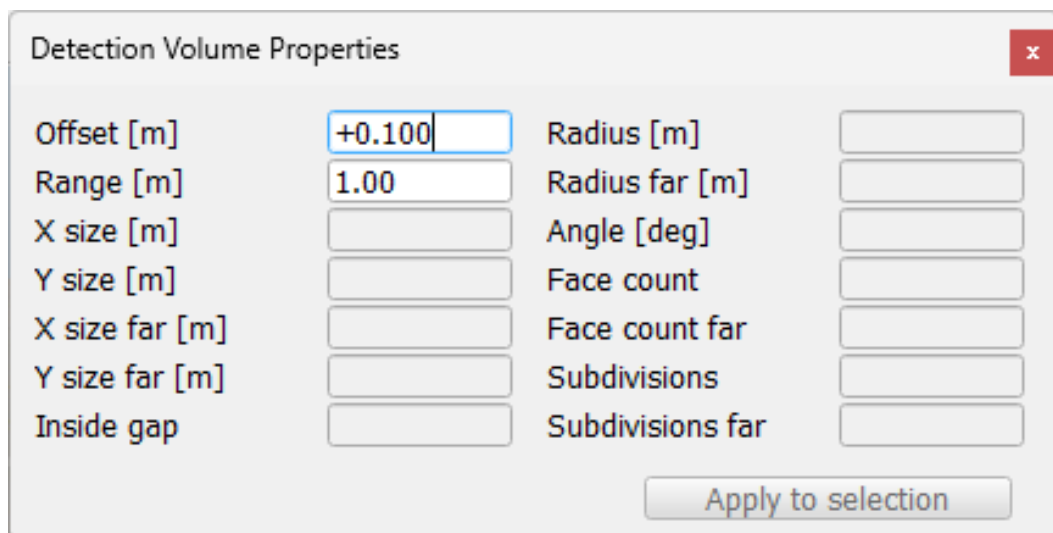 Detection Volume Properties x
Offset [m] +0.100 Radius [m]
Range [m] 1.00 Radius far [m]
X size [m] Angle [deg]
Y size [m] Face count
X size far [m] Face count far
Y size far [m] Subdivisions
Inside gap Subdivisions far
Apply to selection